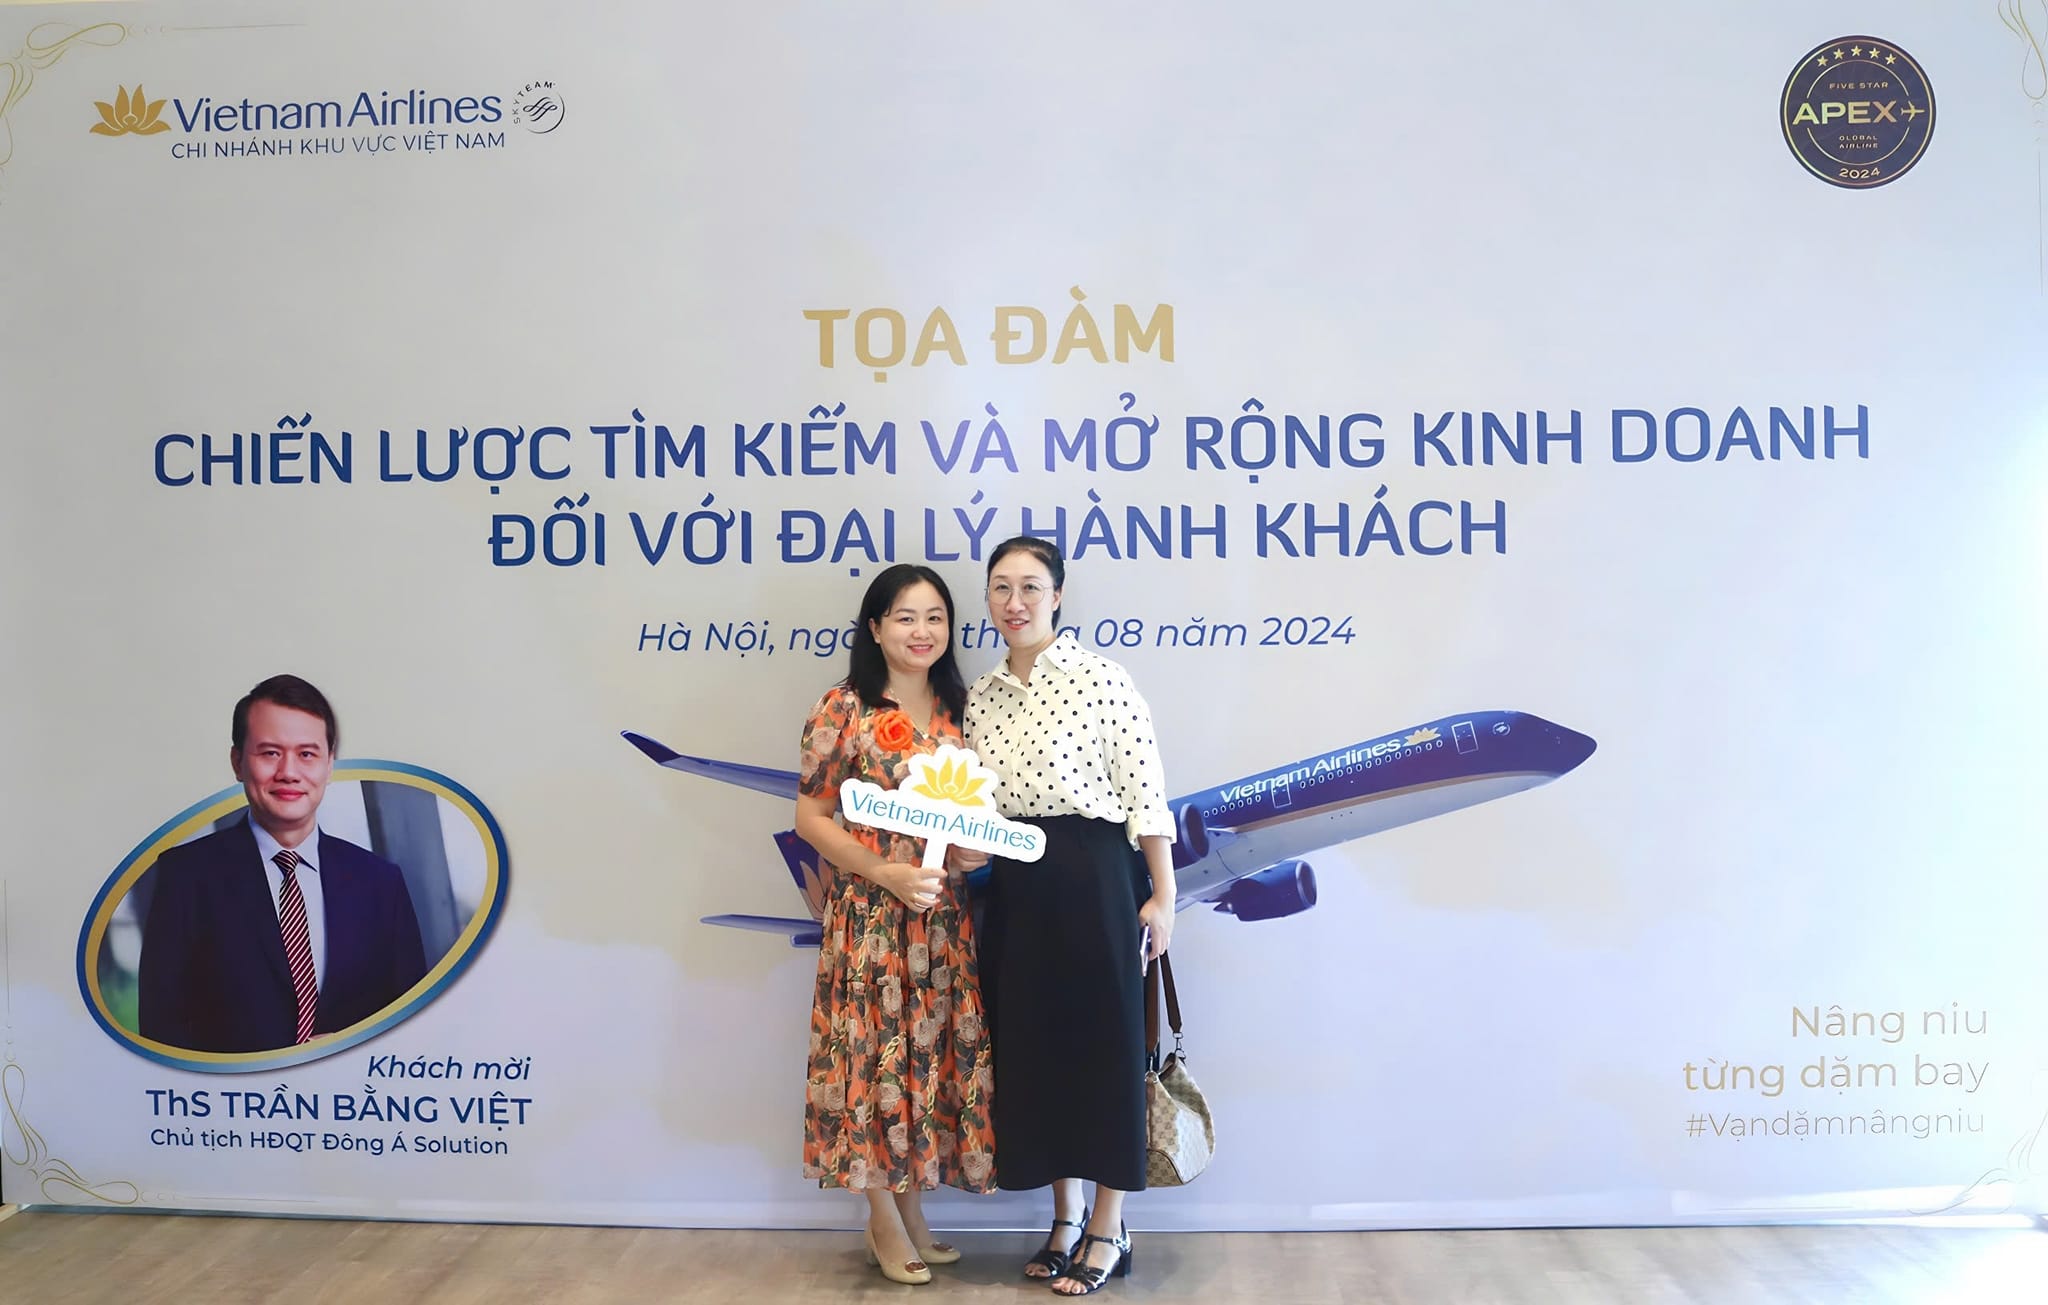 Vietnam Airlines
SKYTEAM
CHI NHÁNH KHU VỰC VIỆT NAM
FIVE STAR
APEX
GLOBAL
AIRLINE
2024
TỌA ĐÀM
CHIẾN LƯỢC TÌM KIẾM VÀ MỞ RỘNG KINH DOANH
ĐỐI VỚI ĐẠI LÝ HÀNH KHÁCH
Hà Nội, 08 năm 2024
Vietnam Airlines
Vietnam Airlines
Khách mời
ThS TRẦN BẰNG VIỆT
Chủ tịch HĐQT Đông Á Solution
Nâng niu
từng dặm bay
#Vạndặmnângniu